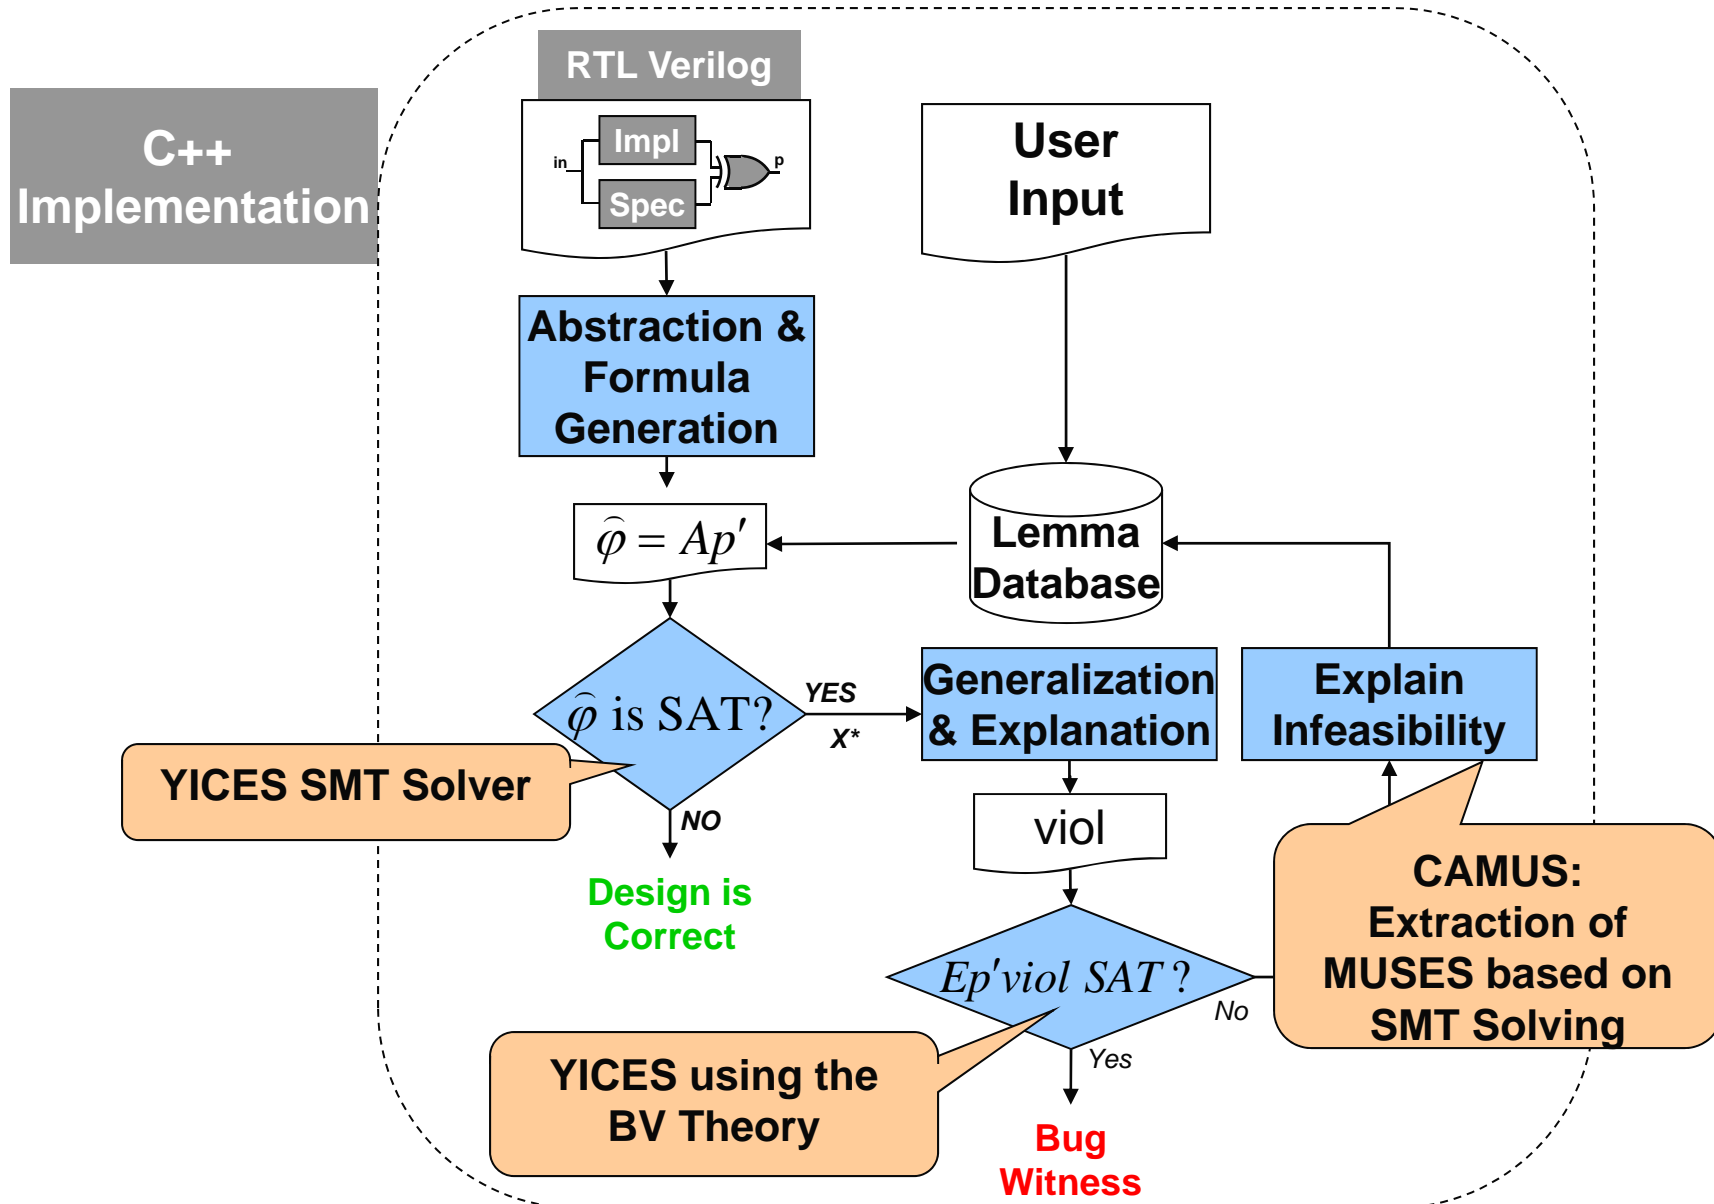 RTL Verilog
C++
Implementation
in
Impl
Spec
p
User
Input
Abstraction &
Formula
Generation
φ̂ = Ap′
Lemma
Database
φ̂ is SAT?
YES
X*
NO
Generalization
& Explanation
Explain
Infeasibility
YICES SMT Solver
viol
Design is
Correct
CAMUS:
Extraction of
MUSES based on
SMT Solving
Ep′viol SAT ?
No
Yes
YICES using the
BV Theory
Bug
Witness